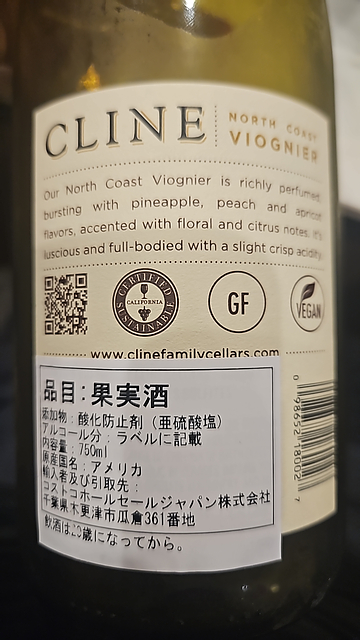 CLINE
NORTH COAST
VIOGNIER
Our North Coast Viognier is richly perfumed,
bursting with pineapple, peach and apricot
flavors, accented with floral and citrus notes. It's
luscious and full-bodied with a slight crisp acidity.
CERTIFIED
CALIFORNIA
SUSTAINABLE
GF
VEGAN
www.clinefamilycellars.com
品目:果実酒
添加物:酸化防止剤(亜硫酸塩)
アルコール分:ラベルに記載
内容量:750ml
原産国名:アメリカ
輸入者及び引取先:
コストコホールセールジャパン株式会社
千葉県木更津市瓜倉361番地
飲酒は20歳になってから。
0 98652 18002 7